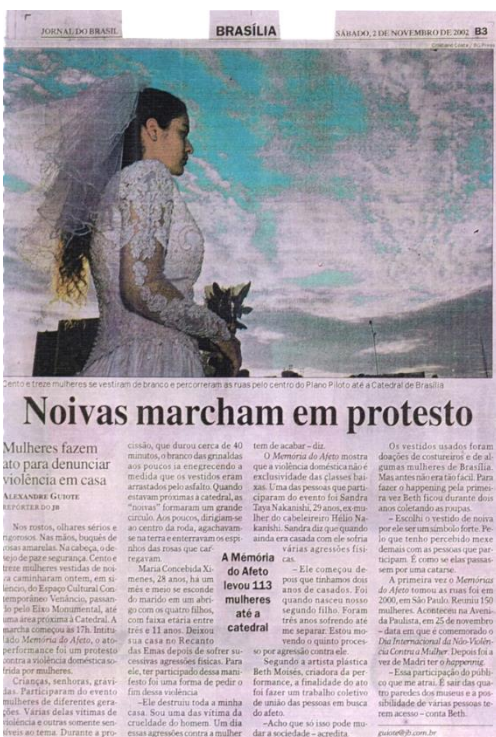 JORNAL DO BRASIL
BRASÍLIA
SÁBADO, 2 DE NOVEMBRO DE 2002 B3
Cento e treze mulheres se vestiram de branco e percorreram as ruas pelo centro do Plano Piloto até a Catedral de Brasília
Noivas marcham em protesto
Mulheres fazem
ato para denunciar
violência em casa
ALEXANDRE GUIOTE
REPÓRTER DO JB
Nos rostos, olhares sérios e
rigorosos. Nas mãos, buquês de
rosas amarelas. Na cabeça, o de-
sejo de paz e segurança. Cento e
treze mulheres vestidas de noi-
va caminharam ontem, em si-
lêncio, do Espaço Cultural Con-
temporâneo Venâncio, passan-
do pelo Eixo Monumental, até
uma área próxima à Catedral. A
marcha começou às 17h. Intitu-
lado Memória do Afeto, o ato-
performance foi um protesto
contra a violência doméstica so-
frida por mulheres.
Crianças, senhoras, grávi-
das. Participaram do evento
mulheres de diferentes gera-
ções. Várias delas vítimas de
violência e outras somente sen-
síveis ao tema. Durante a pro-
cissão, que durou cerca de 40
minutos, o branco das grinaldas
aos poucos ia enegrecendo a
medida que os vestidos eram
arrastados pelo asfalto. Quando
estavam próximas à catedral, as
"noivas" formaram um grande
círculo. Aos poucos, dirigiam-se
ao centro da roda, agachavam-
se na terra e enterravam os espi-
nhos das rosas que car-
regavam.
Maria Concebida Xi-
menes, 28 anos, há um
mês e meio se esconde
do marido em um abri-
go com os quatro filhos,
com faixa etária entre
três e 11 anos. Deixou
sua casa no Recanto
das Emas depois de sofrer su-
cessivas agressões físicas. Para
ele, ter participado dessa mani-
festo foi uma forma de pedir o
fim dessa violência
–Ele destruiu toda a minha
casa. Sou uma das vítima da
crueldade do homem. Um dia
essas agressões contra a mulher
A Memória
do Afeto
levou 113
mulheres
até a
catedral
tem de acabar – diz.
O Memória do Afeto mostra
que a violência doméstica não é
exclusividade das classes bai-
xas. Uma das pessoas que par-
ticiparam do evento foi Sandra
Taya Nakanishi, 29 anos, ex-mu-
lher do cabeleireiro Hélio Na-
kanishi. Sandra diz que quando
ainda era casada com ele sofria
várias agressões físi-
cas.
– Ele começou de-
pois que tínhamos dois
anos de casados. Foi
quando nasceu nosso
segundo filho. Foram
três anos sofrendo até
me separar. Estou mo-
vendo o quinto proces-
so por agressão contra ele.
Segundo a artista plástica
Beth Moisés, criadora da per-
formance, a finalidade do ato
foi fazer um trabalho coletivo
de união das pessoas em busca
do afeto.
–Acho que só isso pode mu-
dar a sociedade – acredita.
Os vestidos usados foram
doações de costureiros e de al-
gumas mulheres de Brasília.
Mas antes não era tão fácil. Para
fazer o happening pela primei-
ra vez Beth ficou durante dois
anos coletando as roupas.
– Escolhi o vestido de noiva
por ele ser um símbolo forte. Pe-
lo que tenho percebido mexe
demais com as pessoas que par-
ticipam. É como se elas passas-
sem por uma catarse.
A primeira vez o Memória
do Afeto tomou as ruas foi em
2000, em São Paulo. Reuniu 150
mulheres. Aconteceu na Aveni-
da Paulista, em 25 de novembro
– data em que é comemorado o
Dia Internacional da Não-Violên-
cia Contra a Mulher. Depois foi a
vez de Madri ter o happening.
– Essa participação do públi-
co que me atrai. E sair das qua-
tro paredes dos museus e a pos-
sibilidade de várias pessoas te-
rem acesso – conta Beth.